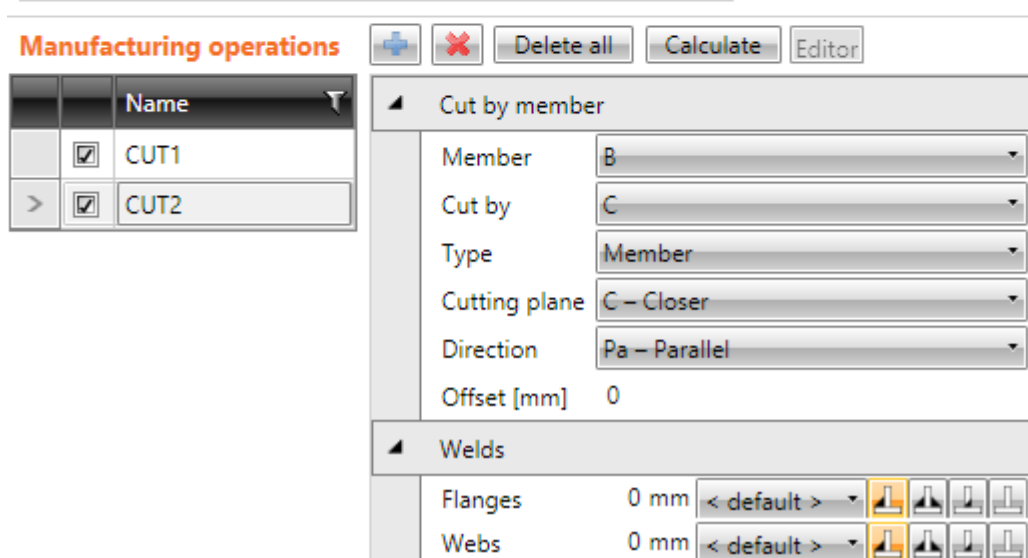 Manufacturing operations Delete all Calculate Editor
Name
CUT1
CUT2
Cut by member
Member B
Cut by C
Type Member
Cutting plane C – Closer
Direction Pa – Parallel
Offset [mm] 0
Welds
Flanges 0 mm < default >
Webs 0 mm < default >